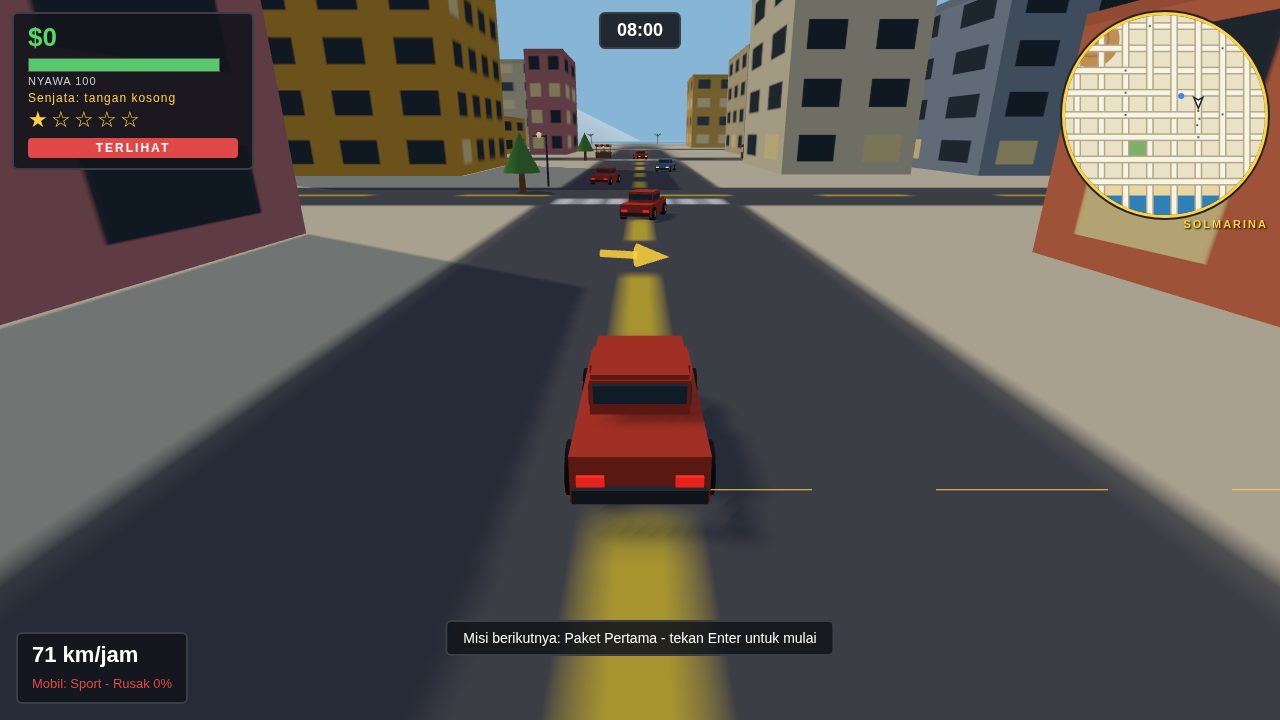 $0
NYAWA 100
Senjata: tangan kosong
★☆☆☆☆
TERLIHAT
08:00
SOLMARINA
Misi berikutnya: Paket Pertama - tekan Enter untuk mulai
71 km/jam
Mobil: Sport - Rusak 0%